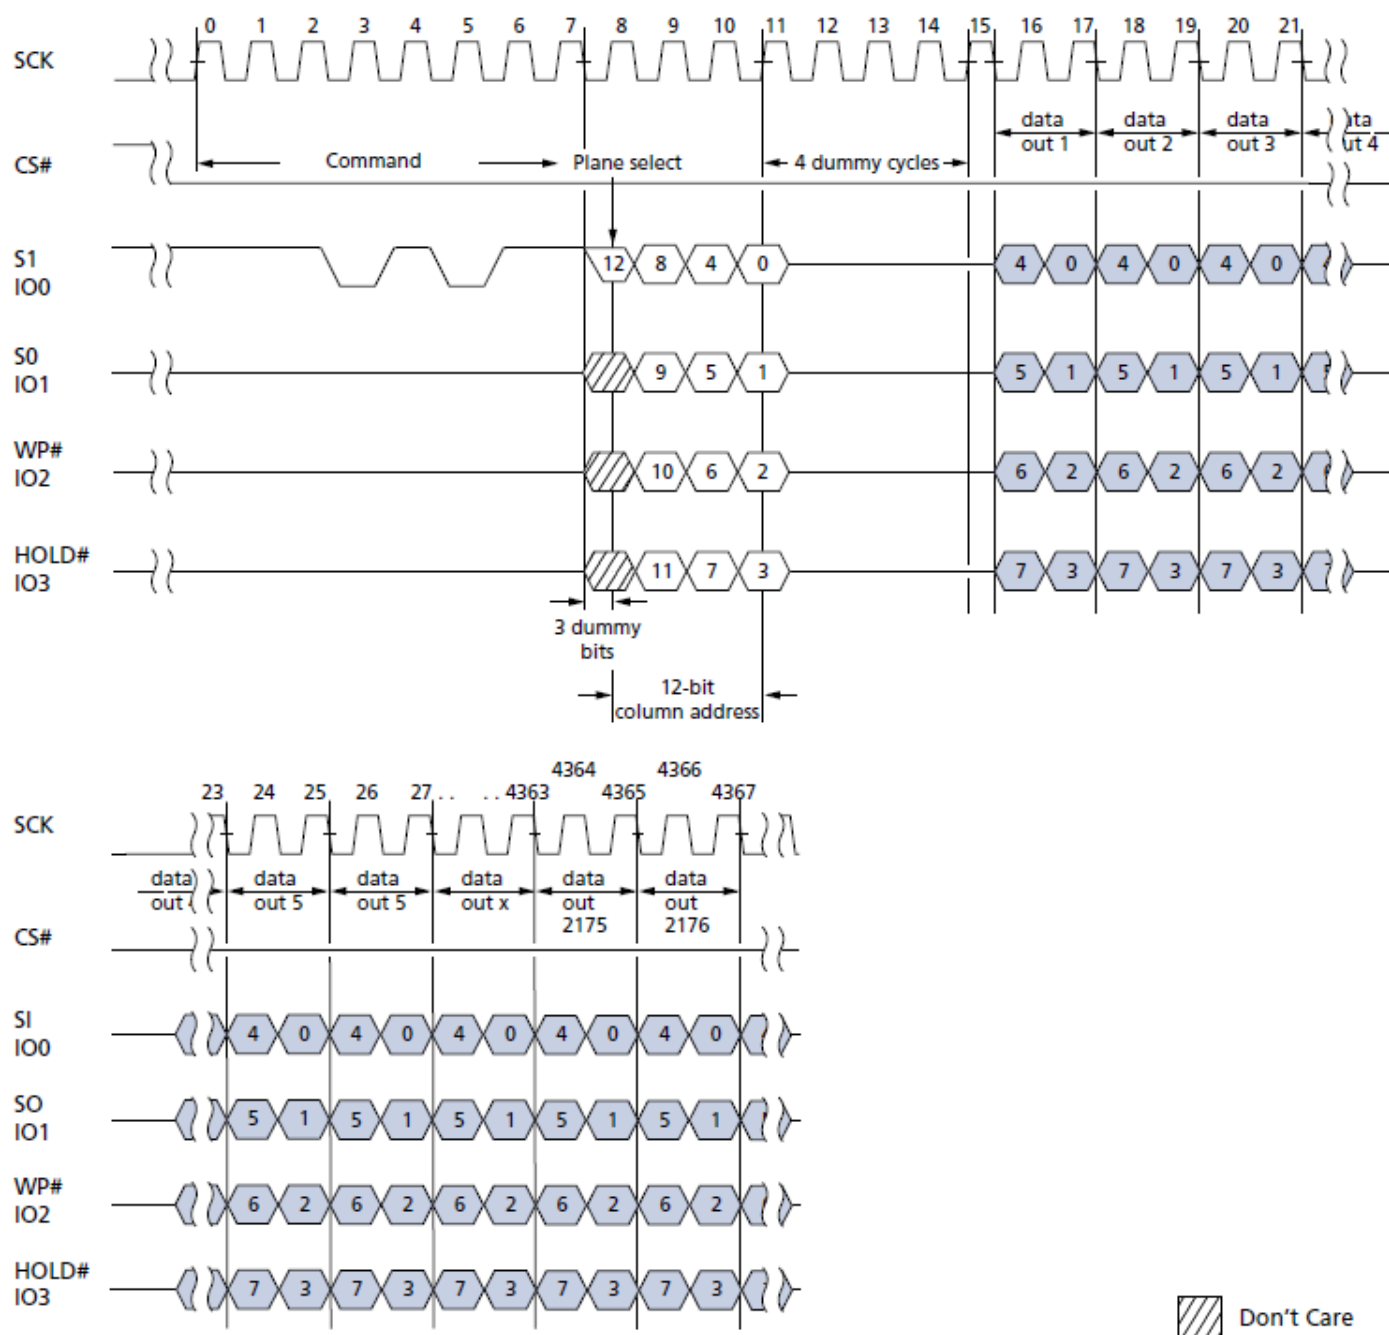 0 1 2 3 4 5 6 7 8 9 10 11 12 13 14 15 16 17 18 19 20 21
SCK
data data data ata
out 1 out 2 out 3 ut 4
CS#
Command Plane select 4 dummy cycles
S1
IO0
12 8 4 0 4 0 4 0 4 0
S0
IO1
9 5 1 5 1 5 1 5 1
WP#
IO2
10 6 2 6 2 6 2 6 2
HOLD#
IO3
11 7 3 7 3 7 3 7 3
3 dummy
bits
12-bit
column address
4364 4366
23 24 25 26 27 . . . . 4363 4365 4367
SCK
data data data data data data
out out 5 out 5 out x out out
2175 2176
CS#
SI
IO0
4 0 4 0 4 0 4 0 4 0
SO
IO1
5 1 5 1 5 1 5 1 5 1
WP#
IO2
6 2 6 2 6 2 6 2 6 2
HOLD#
IO3
7 3 7 3 7 3 7 3 7 3
Don't Care